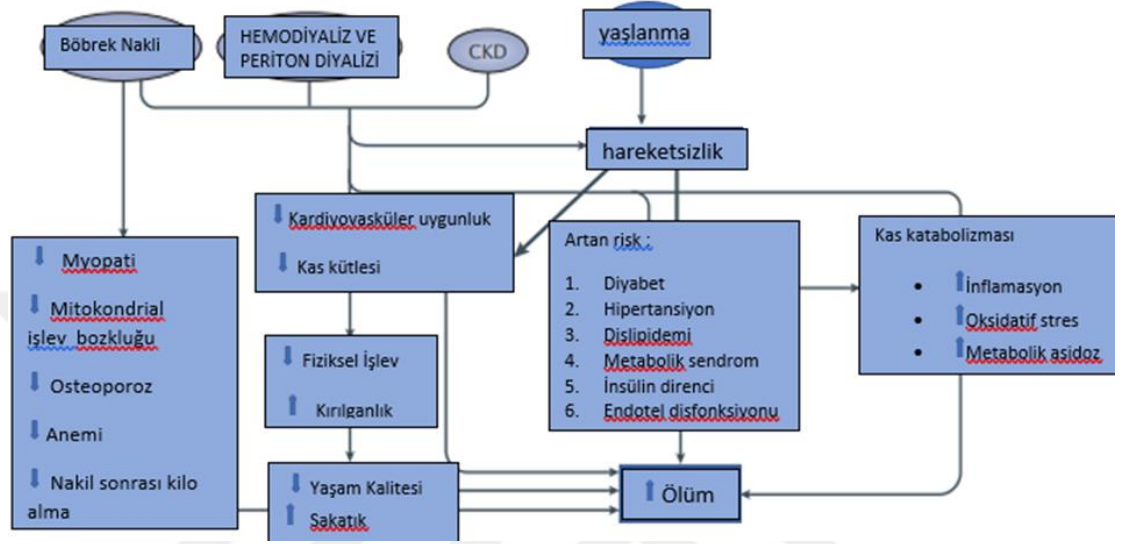 Böbrek Nakli
HEMODİYALİZ VE
PERİTON DİYALİZİ
CKD
yaşlanma
hareketsizlik
⬇ Kardiyovasküler uygunluk
⬇ Kas kütlesi
Artan risk :
1. Diyabet
2. Hipertansiyon
3. Dislipidemi
4. Metabolik sendrom
5. İnsülin direnci
6. Endotel disfonksiyonu
Kas katabolizması
• ⬆İnflamasyon
• ⬆Oksidatif stres
• ⬆Metabolik asidoz
⬇ Myopati
⬇ Mitokondrial
işlev bozkluğu
⬇ Osteoporoz
⬇ Anemi
⬇ Nakil sonrası kilo
alma
⬇ Fiziksel İşlev
⬆ Kırılganlık
⬇ Yaşam Kalitesi
⬆ Sakatık
⬆ Ölüm